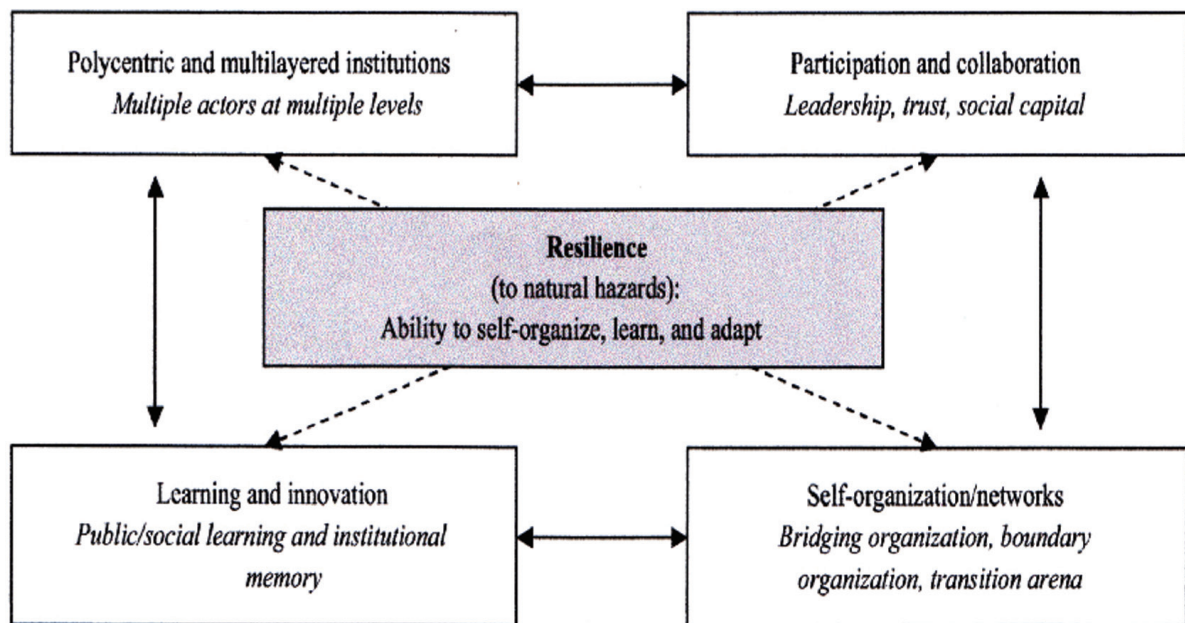 Polycentric and multilayered institutions
Multiple actors at multiple levels
Participation and collaboration
Leadership, trust, social capital
Resilience
(to natural hazards):
Ability to self-organize, learn, and adapt
Learning and innovation
Public/social learning and institutional
memory
Self-organization/networks
Bridging organization, boundary
organization, transition arena